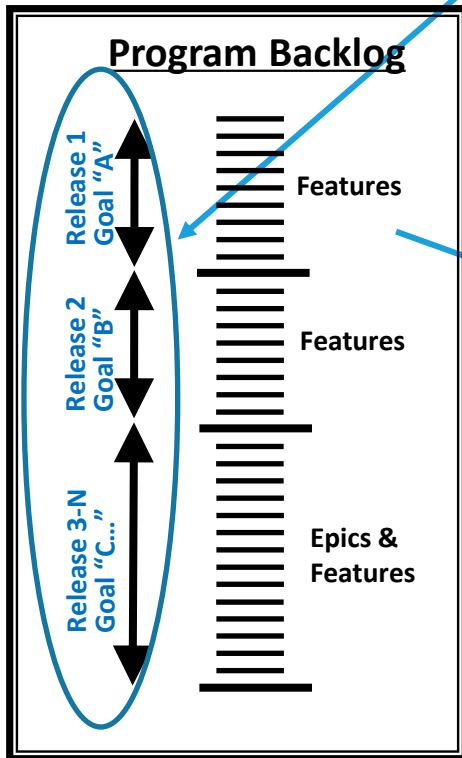 Program Backlog
Release 1
Goal “A”
Features
Release 2
Goal “B”
Features
Release 3-N
Goal “C…”
Epics &
Features